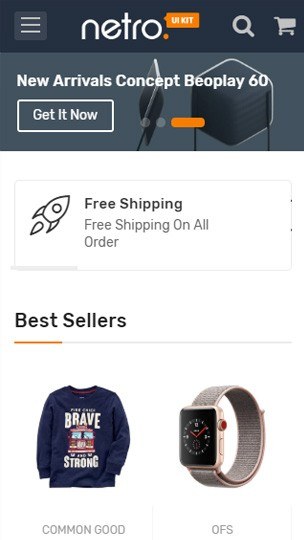 netro.
UI KIT
New Arrivals Concept Beoplay 60
Get It Now
Free Shipping
Free Shipping On All
Order
Best Sellers
FIRE CHIEF
BRAVE
AND
STRONG
COMMON GOOD
OFS